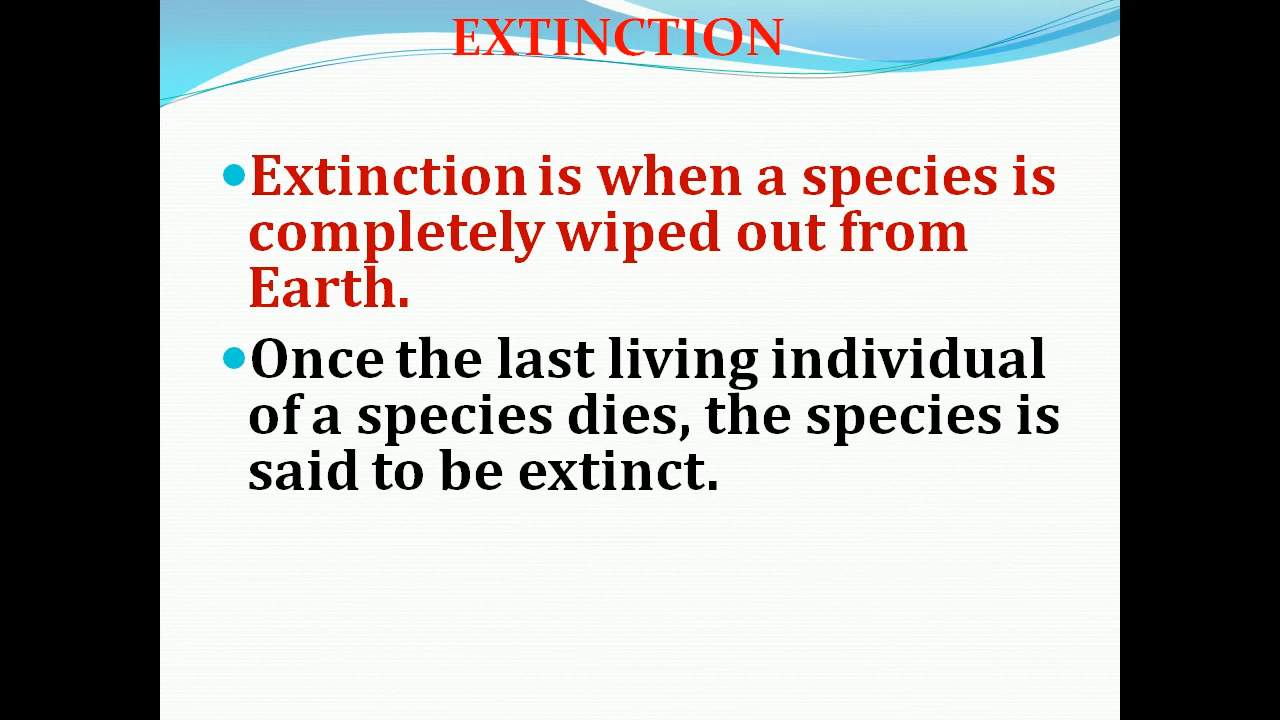 EXTINCTION
•Extinction is when a species is
completely wiped out from
Earth.
•Once the last living individual
of a species dies, the species is
said to be extinct.